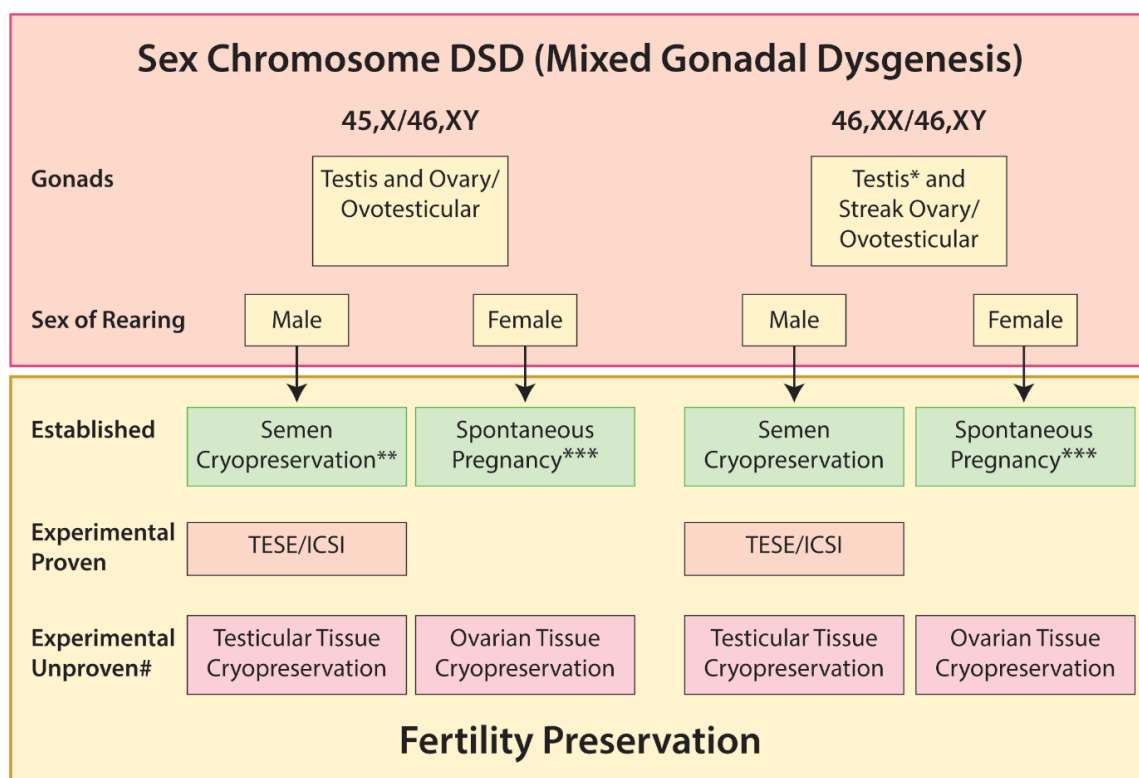 Sex Chromosome DSD (Mixed Gonadal Dysgenesis)
45,X/46,XY
46,XX/46,XY
Gonads
Testis and Ovary/
Ovotesticular
Testis* and
Streak Ovary/
Ovotesticular
Sex of Rearing
Male
Female
Male
Female
Established
Semen
Cryopreservation**
Spontaneous
Pregnancy***
Semen
Cryopreservation
Spontaneous
Pregnancy***
Experimental
Proven
TESE/ICSI
TESE/ICSI
Experimental
Unproven#
Testicular Tissue
Cryopreservation
Ovarian Tissue
Cryopreservation
Testicular Tissue
Cryopreservation
Ovarian Tissue
Cryopreservation
Fertility Preservation